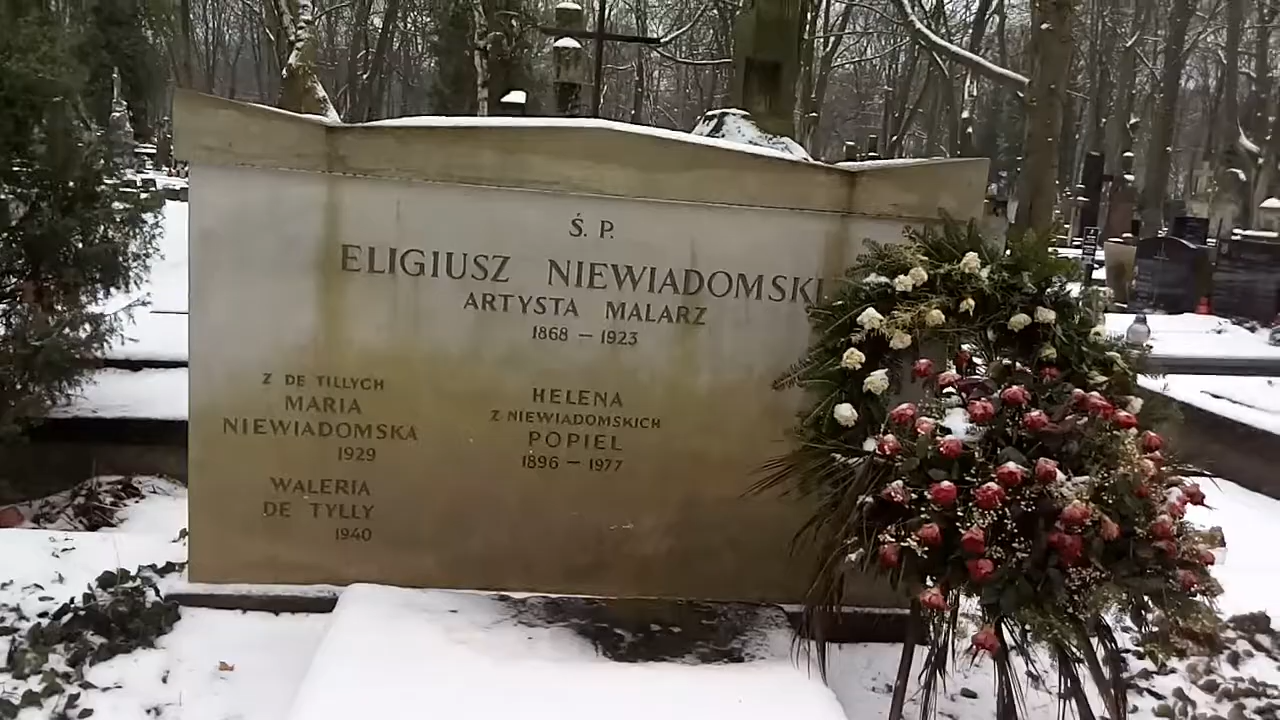 Ś. P.
ELIGIUSZ NIEWIADOMSKI
ARTYSTA MALARZ
1868 — 1923
Z DE TILLYCH
MARIA
NIEWIADOMSKA
1929
WALERIA
DE TYLLY
1940
HELENA
Z NIEWIADOMSKICH
POPIEL
1896 — 1977